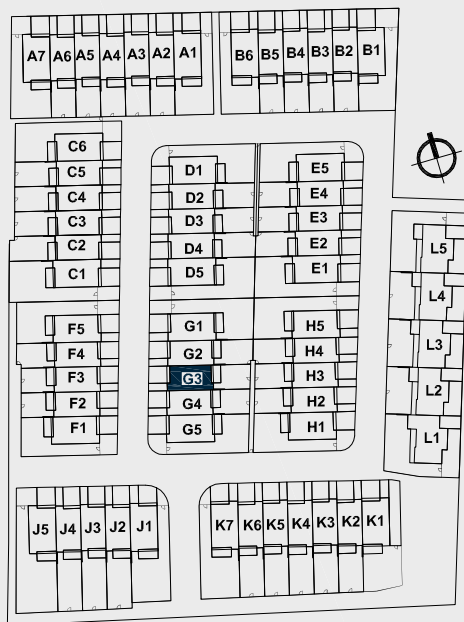 A7 A6 A5 A4 A3 A2 A1
B6 B5 B4 B3 B2 B1
C6
C5
C4
C3
C2
C1
D1
D2
D3
D4
D5
E5
E4
E3
E2
E1
L5
L4
L3
L2
L1
F5
F4
F3
F2
F1
G1
G2
G3
G4
G5
H5
H4
H3
H2
H1
J5 J4 J3 J2 J1
K7 K6 K5 K4 K3 K2 K1